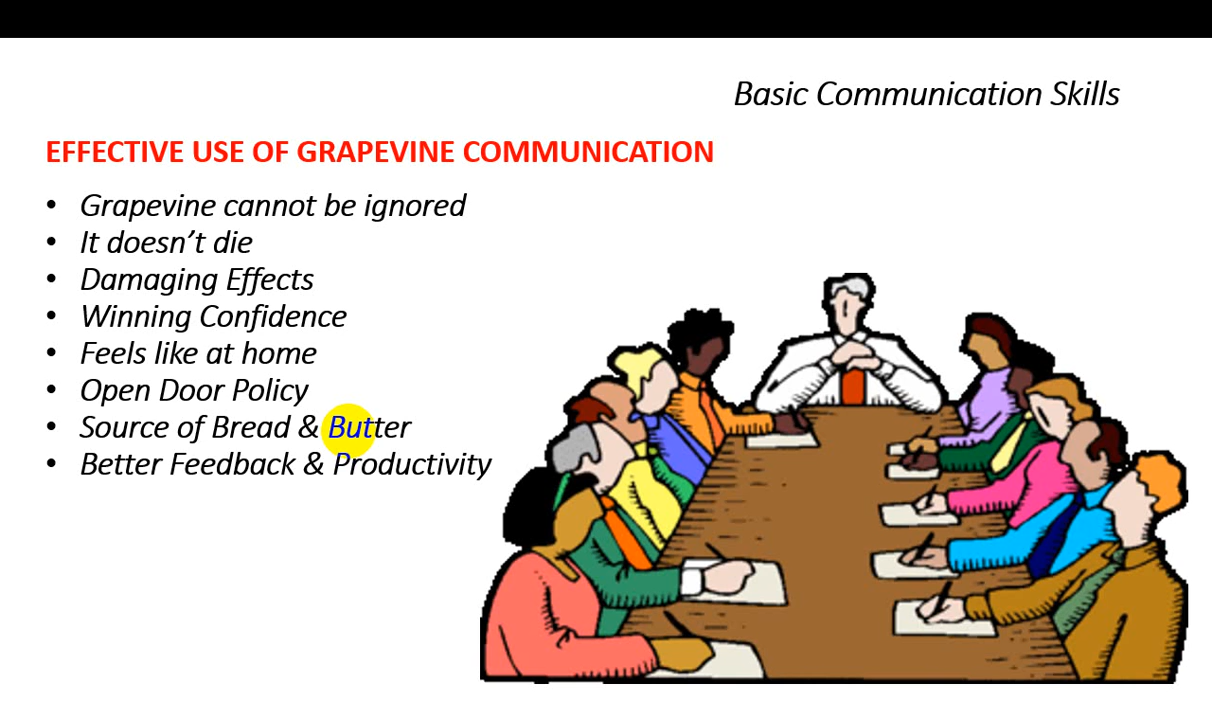 Basic Communication Skills
EFFECTIVE USE OF GRAPEVINE COMMUNICATION
• Grapevine cannot be ignored
• It doesn’t die
• Damaging Effects
• Winning Confidence
• Feels like at home
• Open Door Policy
• Source of Bread & Butter
• Better Feedback & Productivity